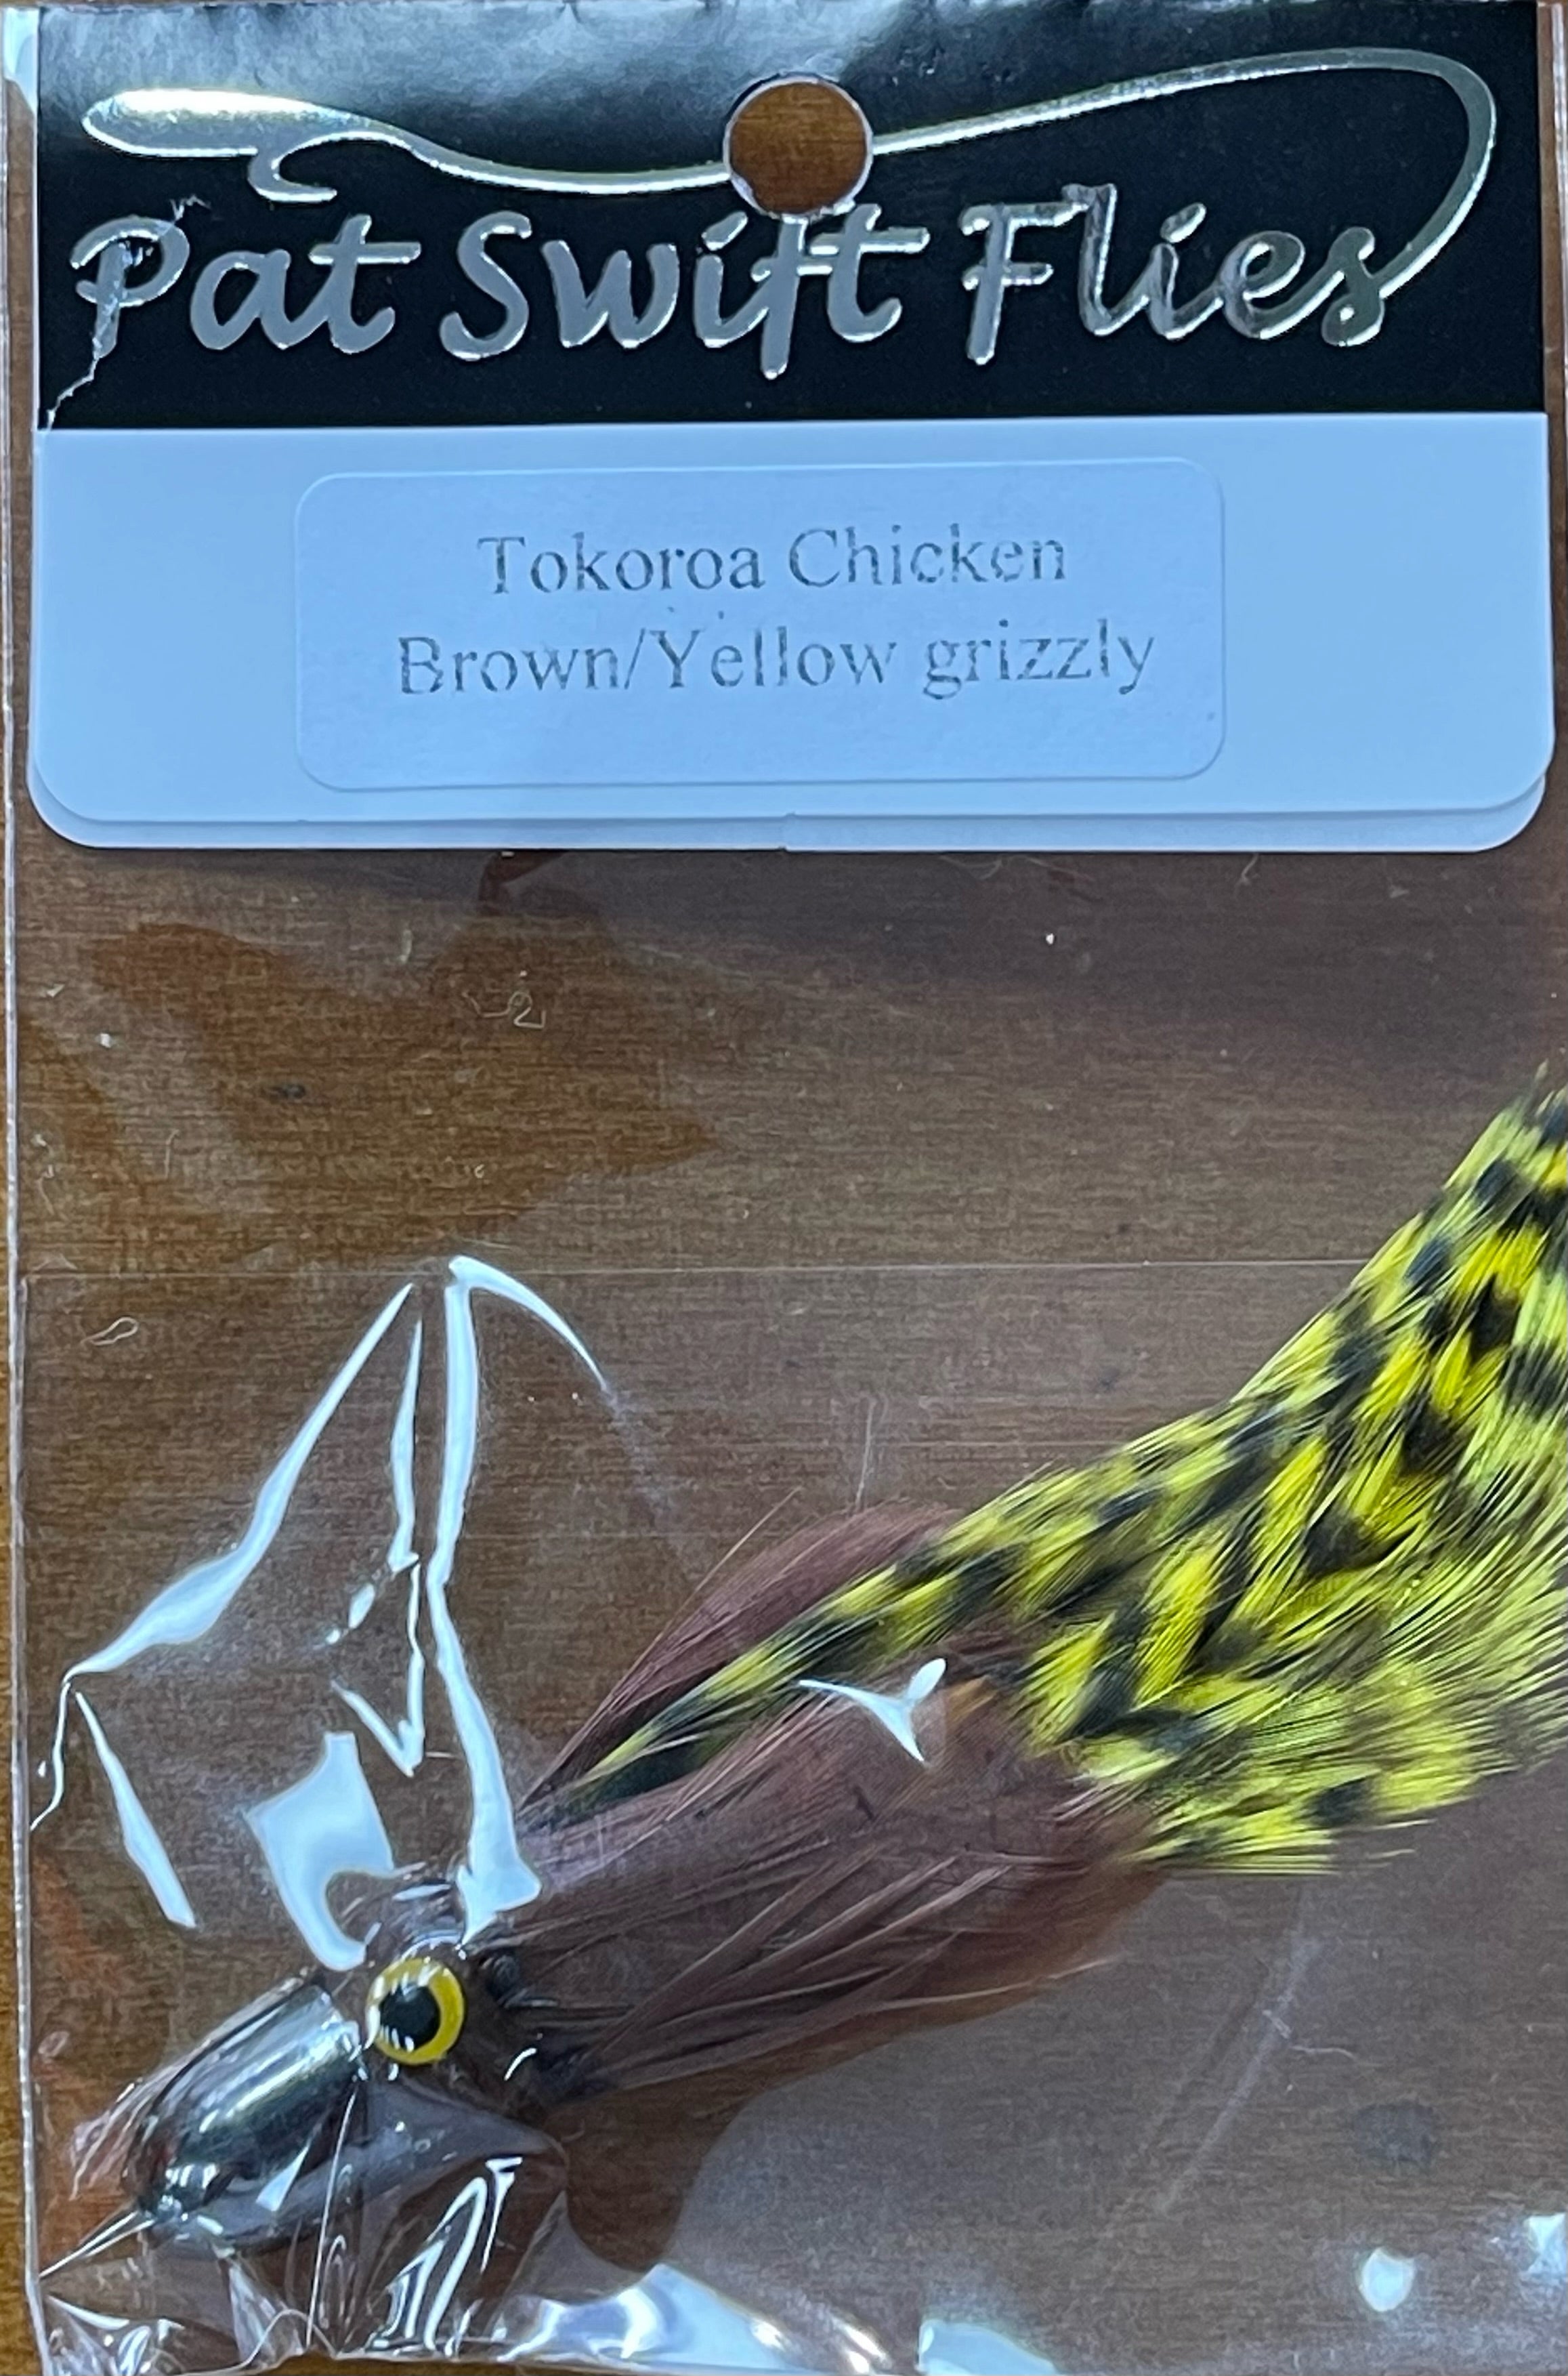 Pat Swift Flies
Tokoroa Chicken
Brown/Yellow grizzly